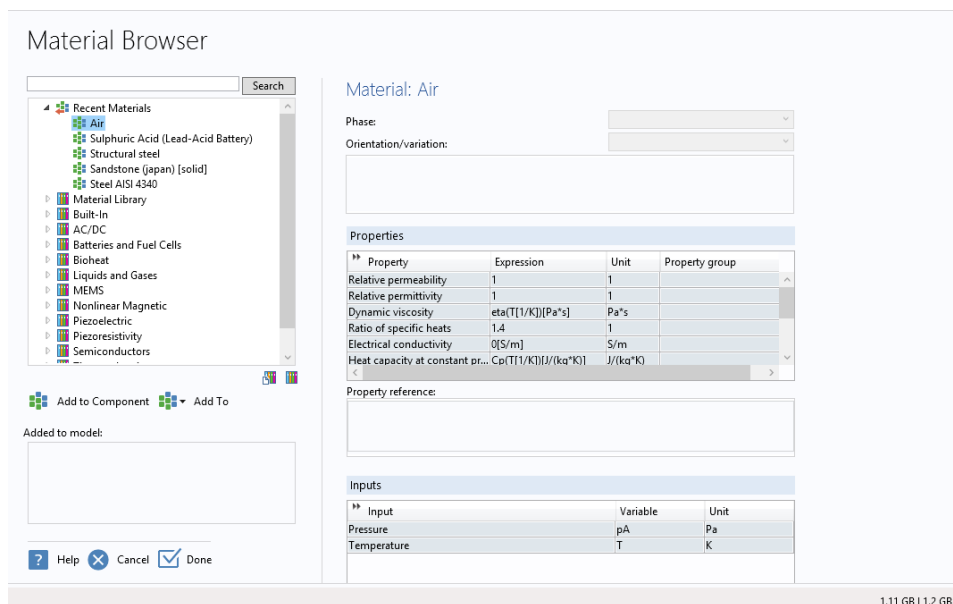 Material Browser
Search
Recent Materials
Air
Sulphuric Acid (Lead-Acid Battery)
Structural steel
Sandstone (japan) [solid]
Steel AISI 4340
Material Library
Built-In
AC/DC
Batteries and Fuel Cells
Bioheat
Liquids and Gases
MEMS
Nonlinear Magnetic
Piezoelectric
Piezoresistivity
Semiconductors
Add to Component Add To
Added to model:
? Help Cancel Done
Material: Air
Phase:
Orientation/variation:
Properties
Property Expression Unit Property group
Relative permeability 1 1
Relative permittivity 1 1
Dynamic viscosity eta(T[1/K])[Pa*s] Pa*s
Ratio of specific heats 1.4 1
Electrical conductivity 0[S/m] S/m
Heat capacity at constant pr... Cp(T[1/K])[J/(kg*K)] J/(kg*K)
Property reference:
Inputs
Input Variable Unit
Pressure pA Pa
Temperature T K
1.11 GB | 1.2 GB